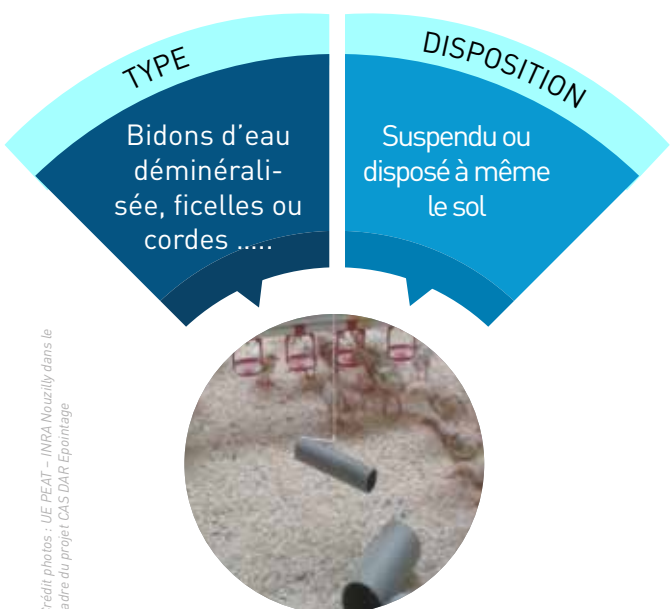 TYPE
Bidons d'eau
déminérali-
sée, ficelles ou
cordes .....
DISPOSITION
Suspendu ou
disposé à même
le sol
rédit photos : UE PEAT – INRA Nouzilly dans le
adre du projet CAS DAR Epointage